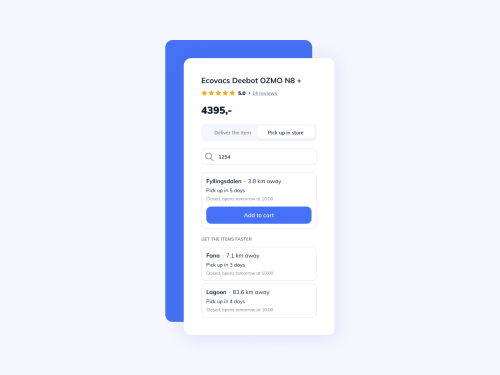 Ecovacs Deebot OZMO N8 +
5.0 • 14 reviews
4395,-
Deliver the item Pick up in store
1254
Fyllingsdalen - 3.8 km away
Pick up in 5 days
Closed, opens tomorrow at 10:00
Add to cart
GET THE ITEMS FASTER
Fana - 7.1 km away
Pick up in 3 days
Closed, opens tomorrow at 10:00
Lagoon - 83.6 km away
Pick up in 4 days
Closed, opens tomorrow at 10:00